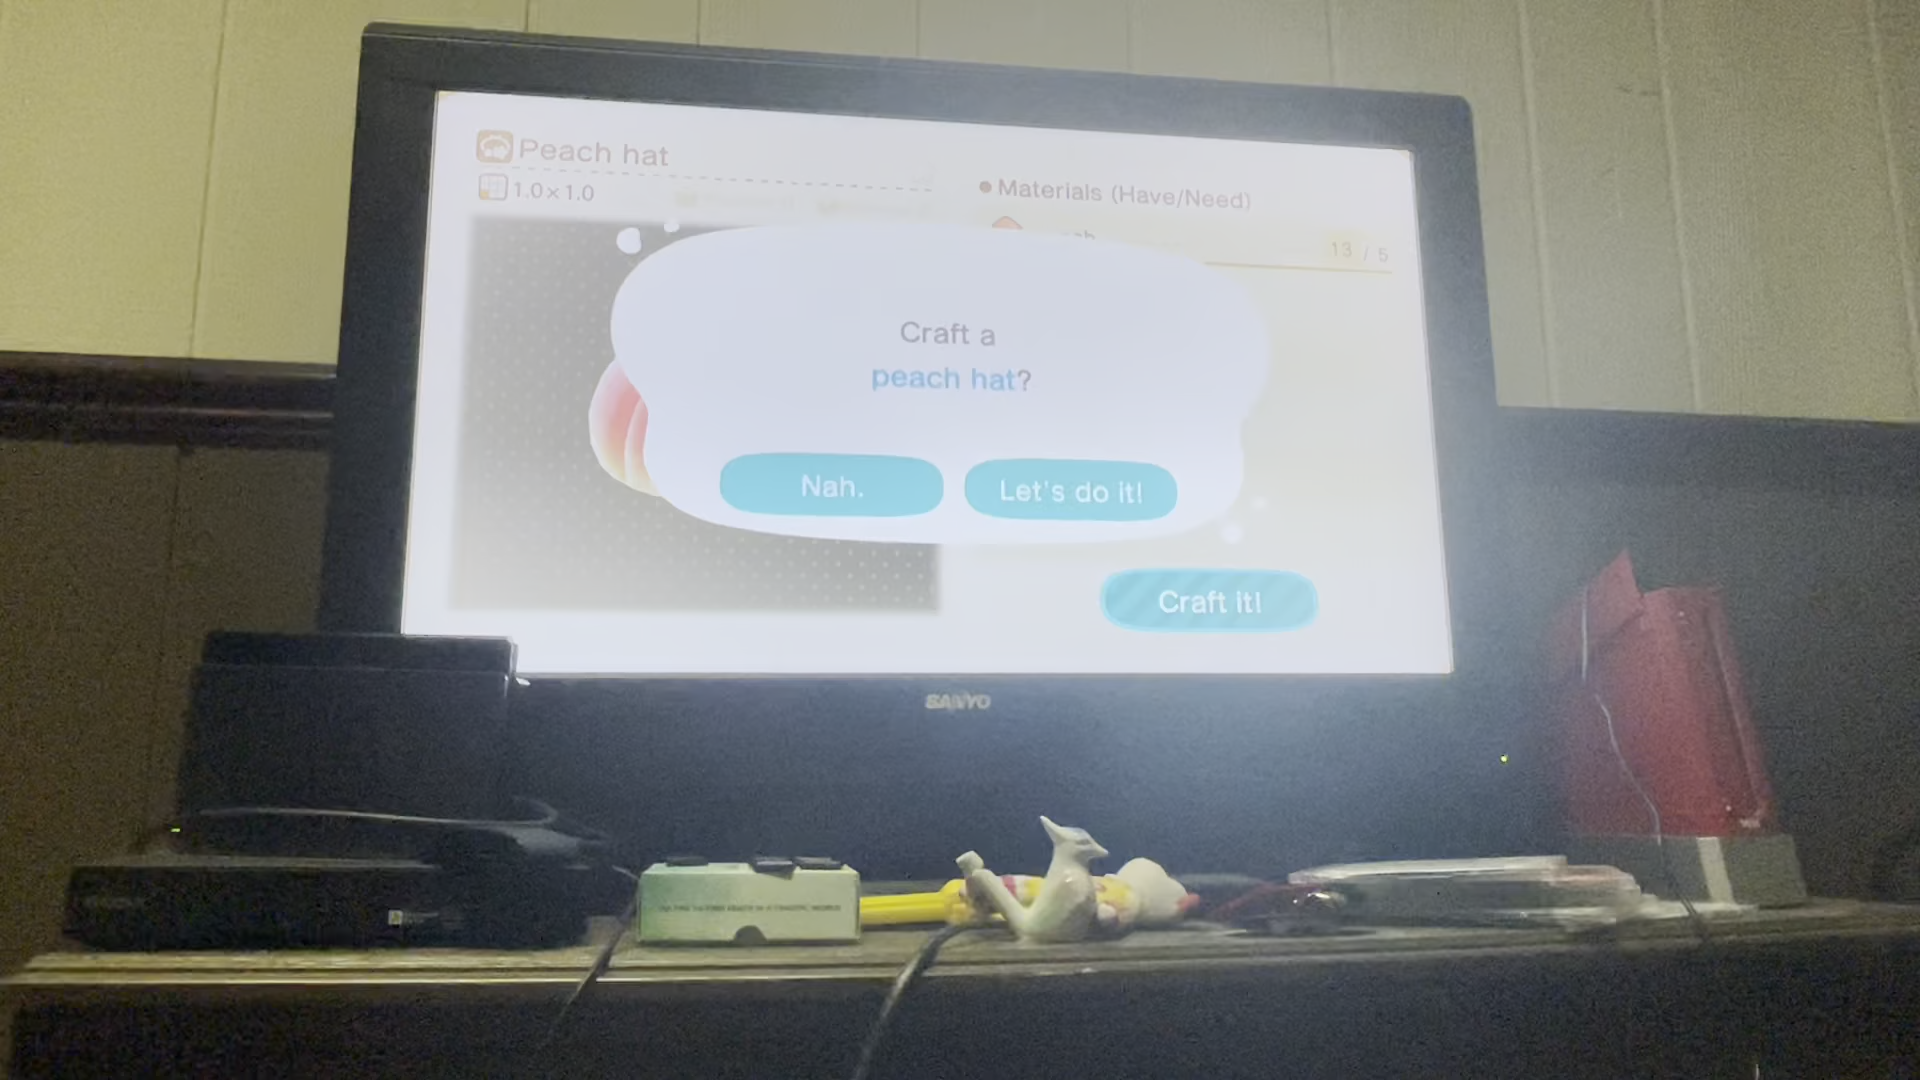 Peach hat
1.0×1.0
Materials (Have/Need)
13 / 5
Craft a
peach hat?
Nah.
Let's do it!
Craft it!
SANYO